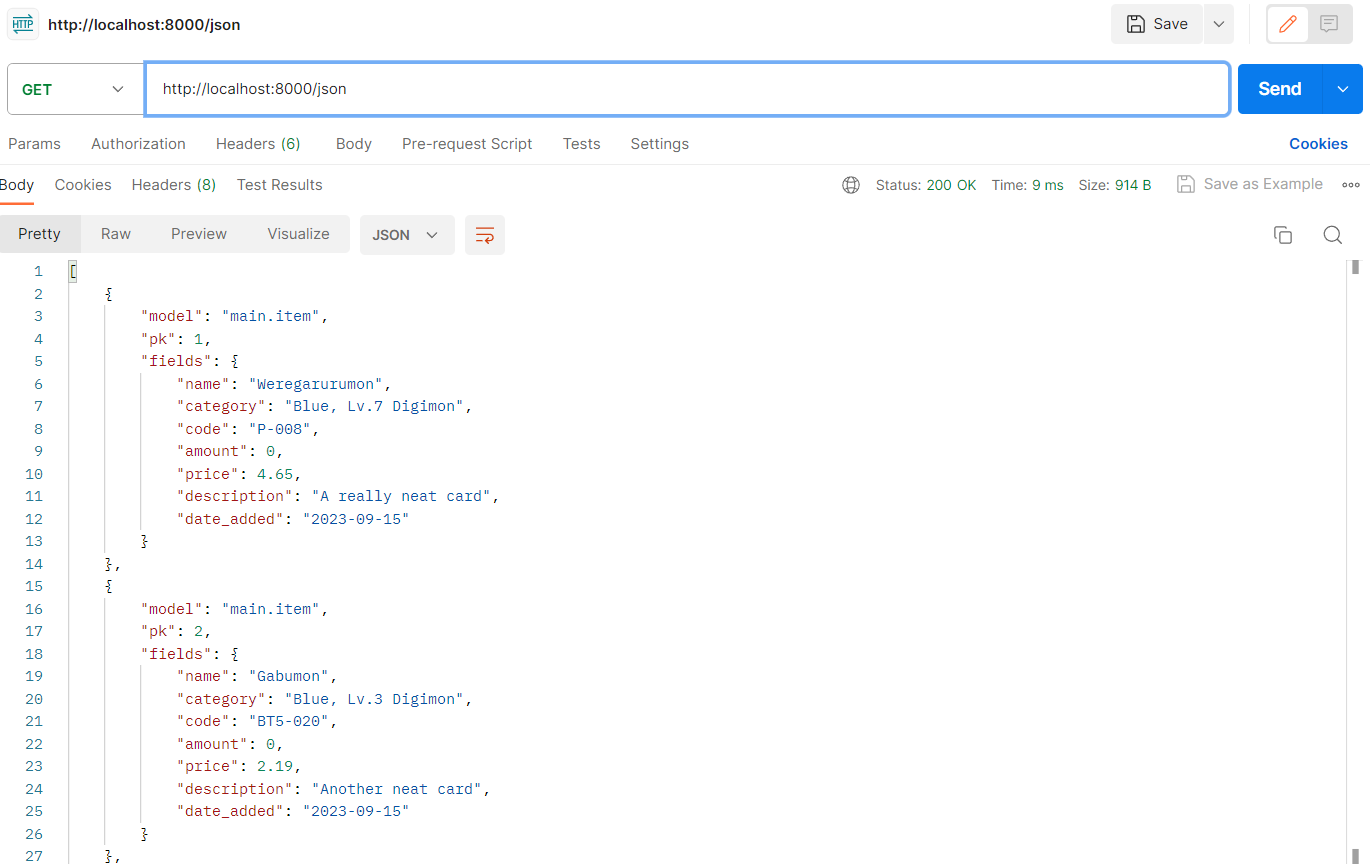 HTTP http://localhost:8000/json Save
GET http://localhost:8000/json Send
Params Authorization Headers (6) Body Pre-request Script Tests Settings Cookies
Body Cookies Headers (8) Test Results Status: 200 OK Time: 9 ms Size: 914 B Save as Example
Pretty Raw Preview Visualize JSON
1 [
2 {
3 "model": "main.item",
4 "pk": 1,
5 "fields": {
6 "name": "Weregarurumon",
7 "category": "Blue, Lv.7 Digimon",
8 "code": "P-008",
9 "amount": 0,
10 "price": 4.65,
11 "description": "A really neat card",
12 "date_added": "2023-09-15"
13 }
14 },
15 {
16 "model": "main.item",
17 "pk": 2,
18 "fields": {
19 "name": "Gabumon",
20 "category": "Blue, Lv.3 Digimon",
21 "code": "BT5-020",
22 "amount": 0,
23 "price": 2.19,
24 "description": "Another neat card",
25 "date_added": "2023-09-15"
26 }
27 },